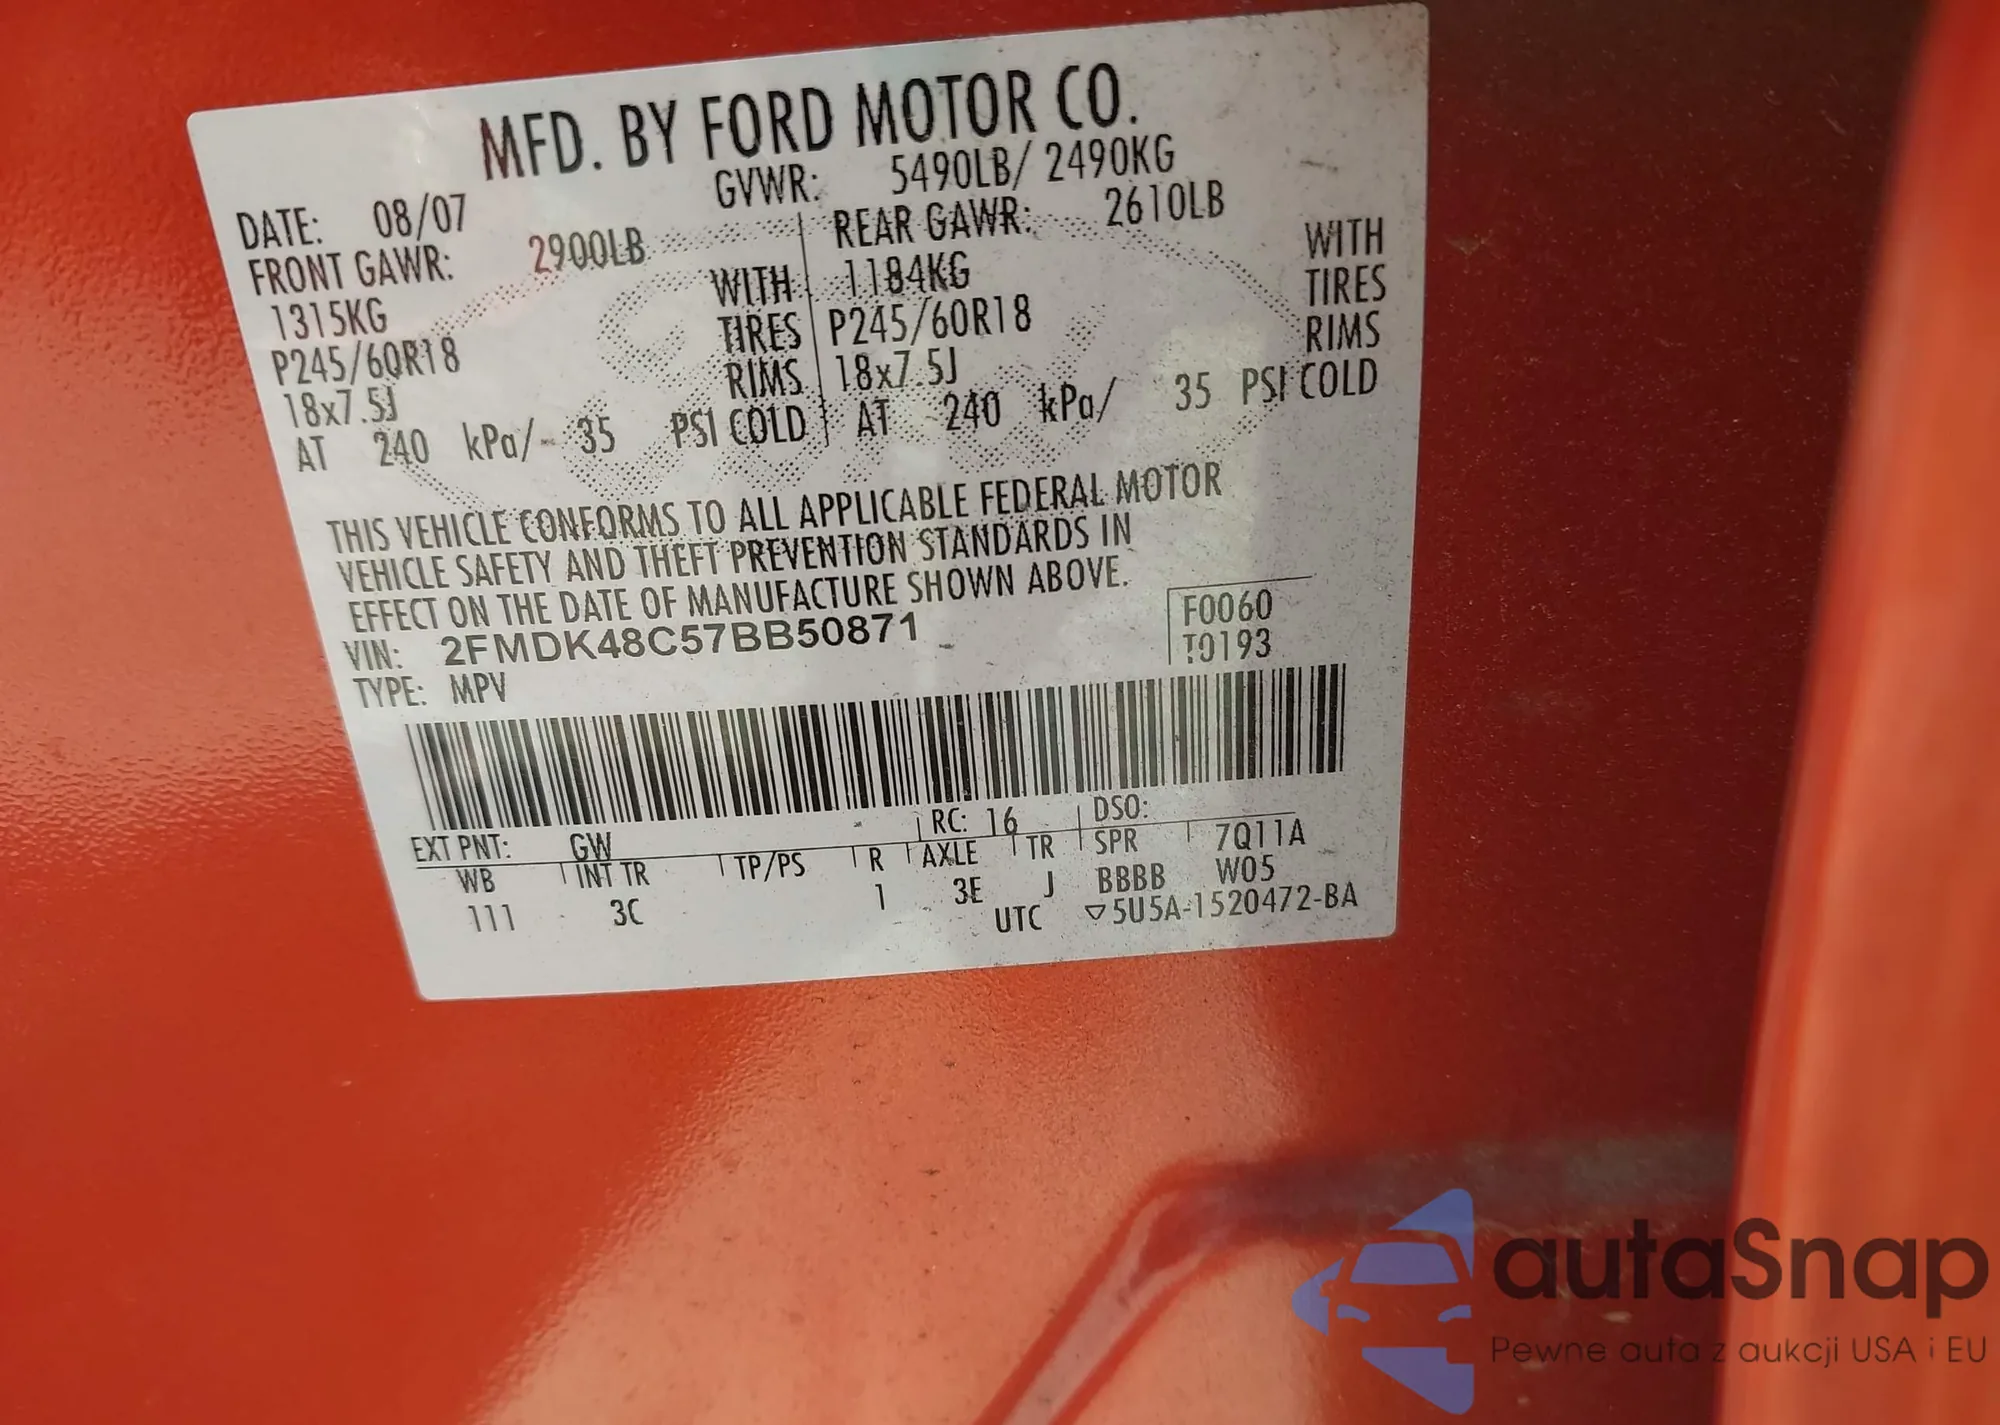 MFD. BY FORD MOTOR CO.
DATE: 08/07 GVWR: 5490LB/ 2490KG
FRONT GAWR: 2900LB REAR GAWR: 2610LB
1315KG WITH 1184KG WITH
P245/60R18 TIRES P245/60R18 TIRES
18x7.5J RIMS 18x7.5J RIMS
AT 240 kPa/ 35 PSI COLD AT 240 kPa/ 35 PSI COLD
THIS VEHICLE CONFORMS TO ALL APPLICABLE FEDERAL MOTOR
VEHICLE SAFETY AND THEFT PREVENTION STANDARDS IN
EFFECT ON THE DATE OF MANUFACTURE SHOWN ABOVE.
VIN: 2FMDK48C57BB50871 F0060
TYPE: MPV T0193
EXT PNT: GW RC: 16 DSO:
WB INT TR TP/PS R AXLE TR SPR 7Q11A
111 3C 1 3E J BBBB W05
UTC ▽5U5A-1520472-BA
autaSnap
Pewne auta z aukcji USA i EU